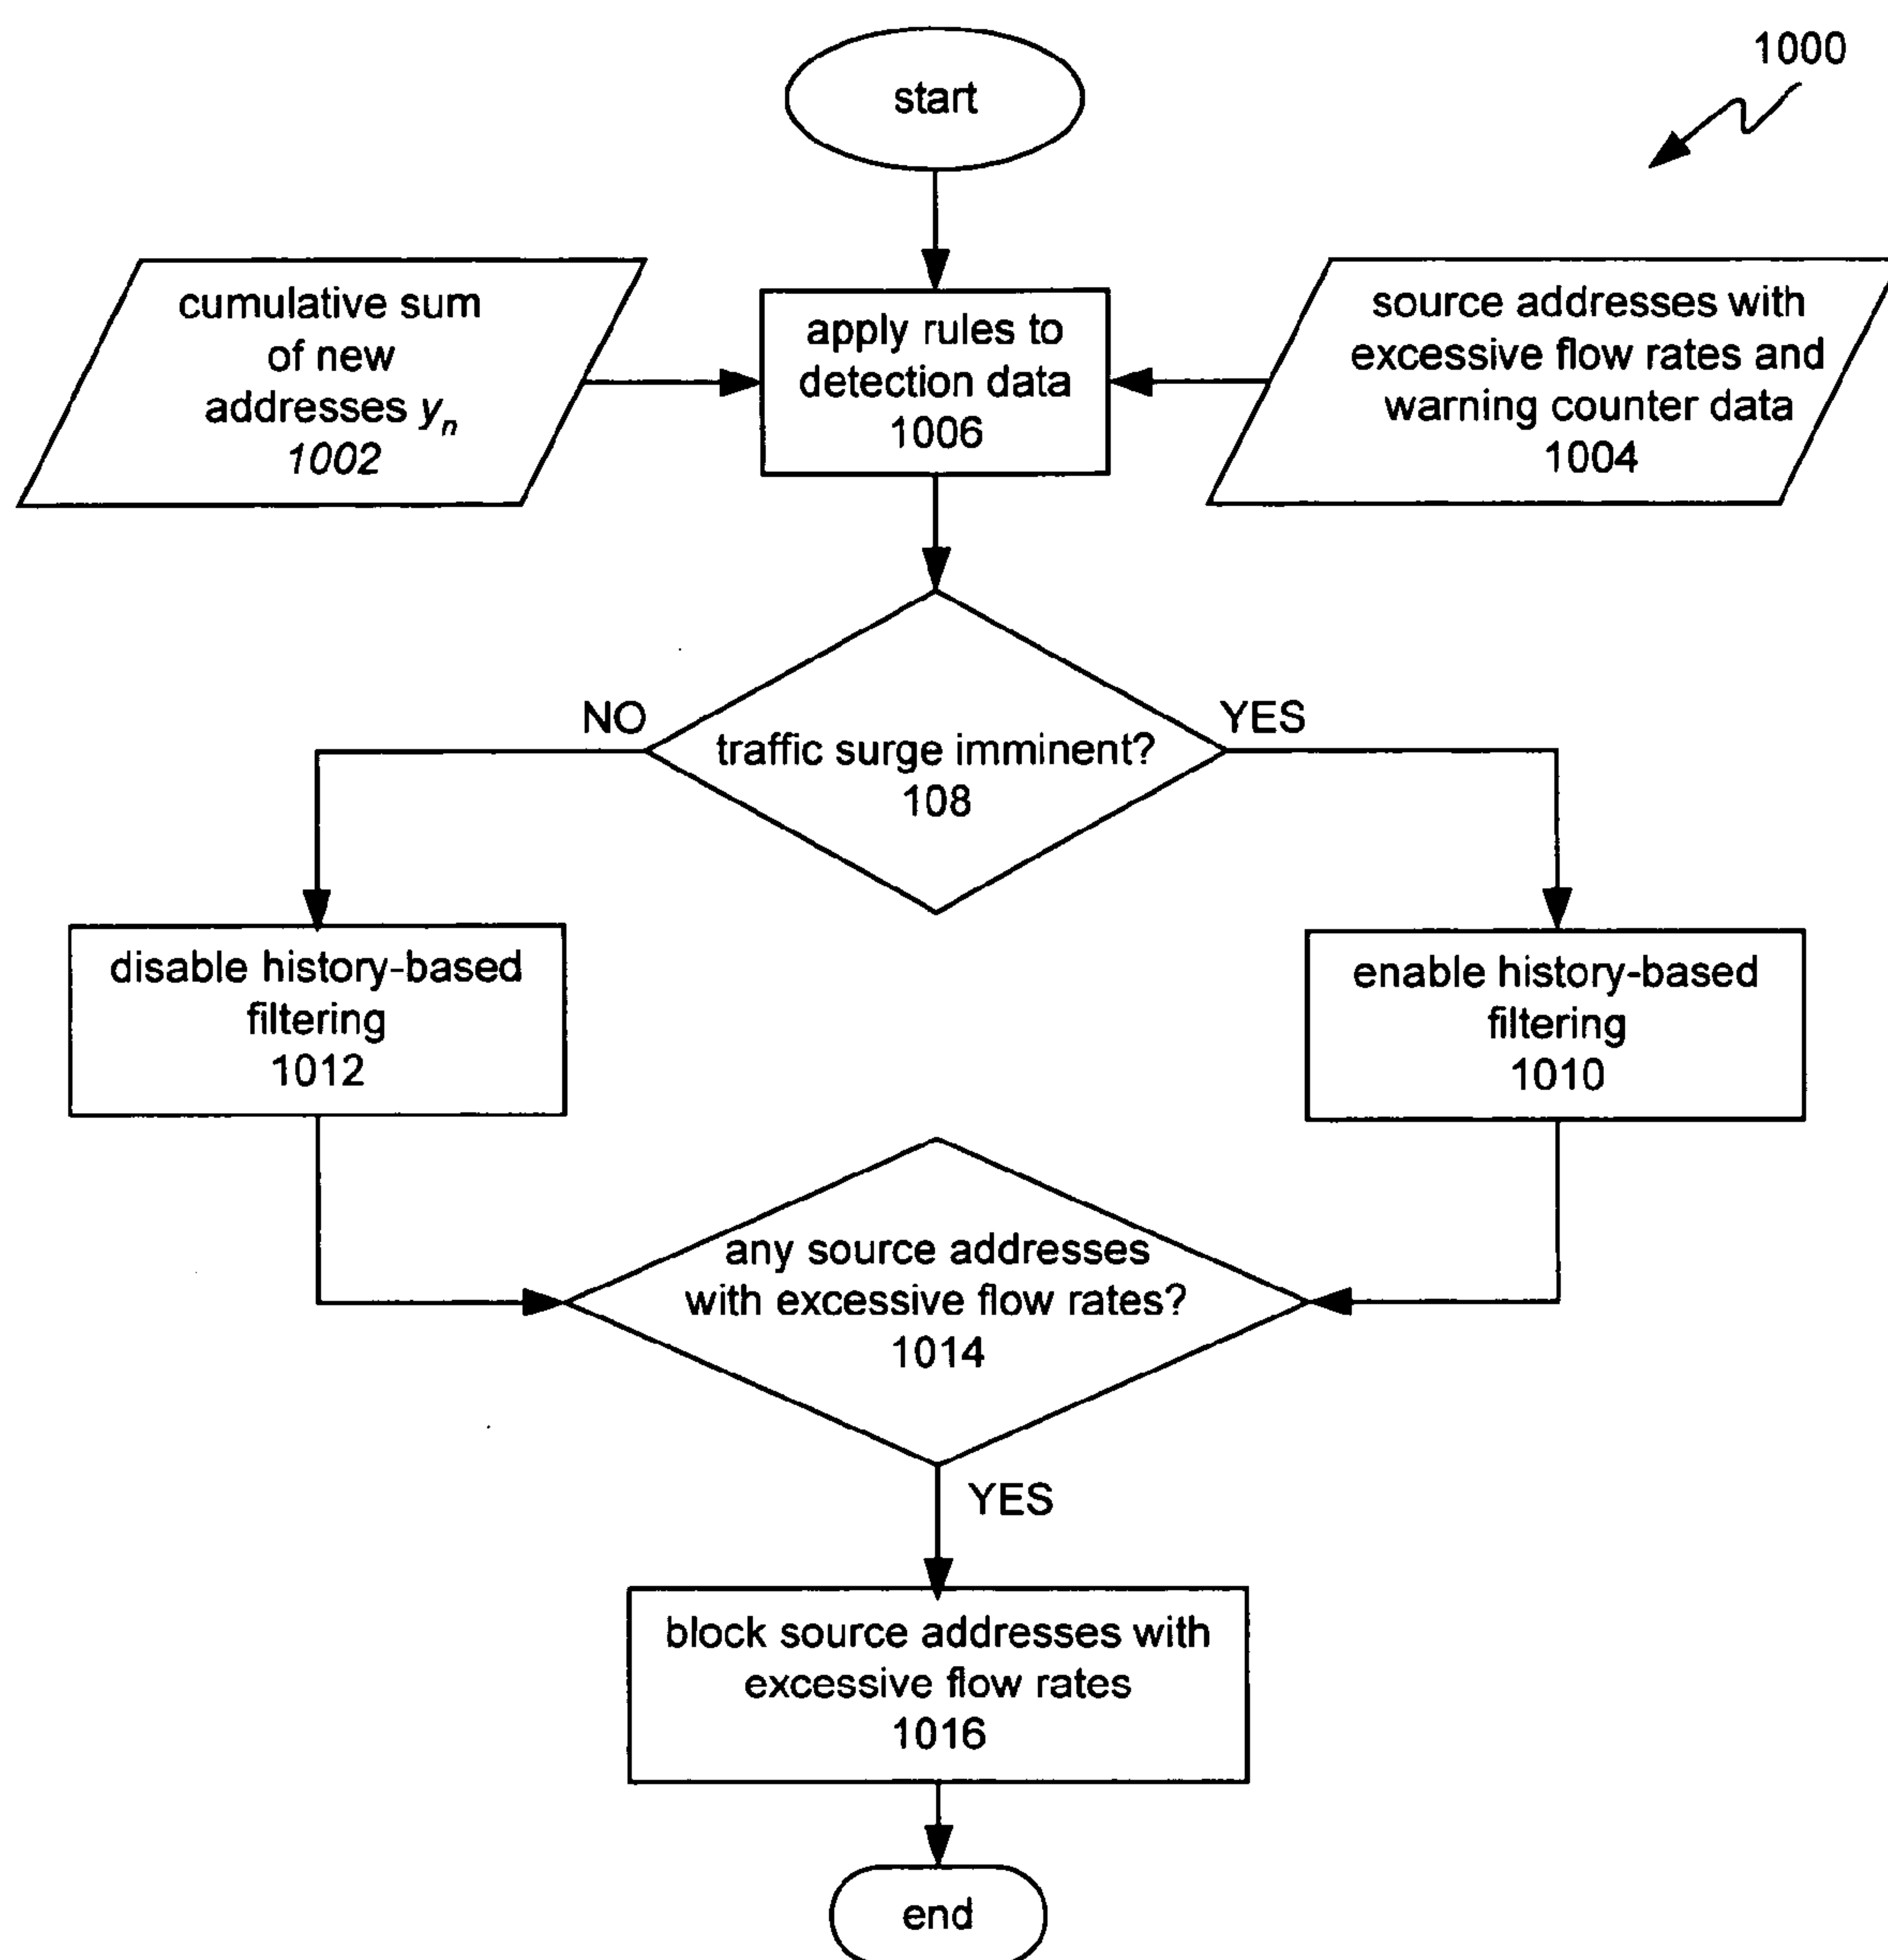 1000
start
cumulative sum
of new
addresses yn
1002
apply rules to
detection data
1006
source addresses with
excessive flow rates and
warning counter data
1004
NO
YES
traffic surge imminent?
108
disable history-based
filtering
1012
enable history-based
filtering
1010
any source addresses
with excessive flow rates?
1014
YES
block source addresses with
excessive flow rates
1016
end